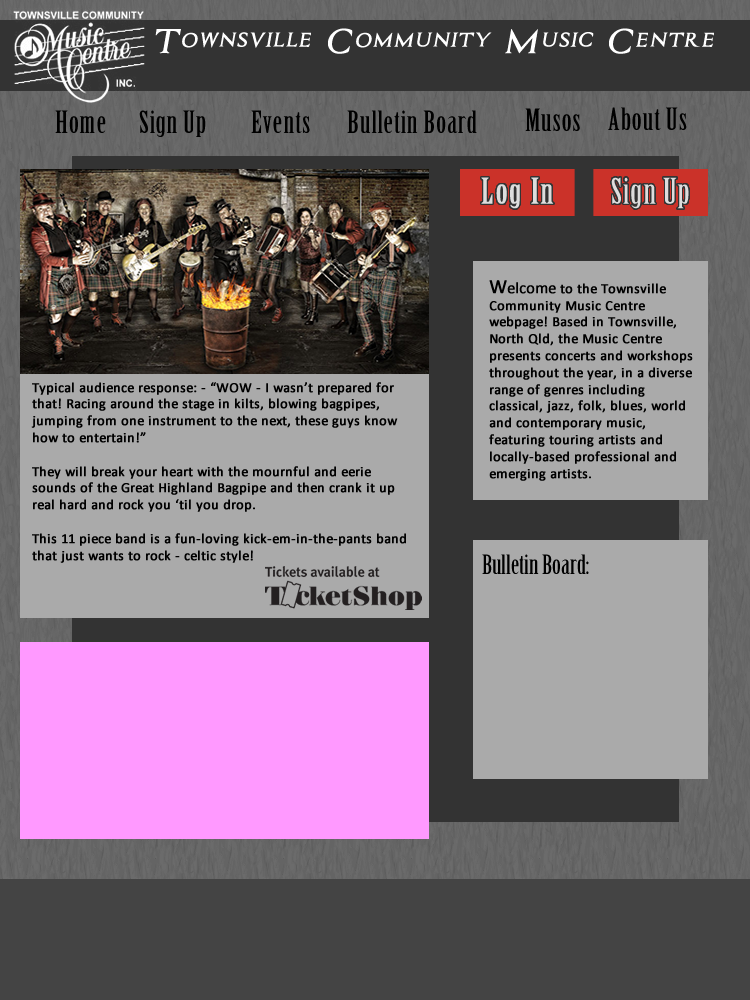 TOWNSVILLE COMMUNITY
Music
Centre
INC.
TOWNSVILLE COMMUNITY MUSIC CENTRE
Home Sign Up Events Bulletin Board Musos About Us
Log In Sign Up
Typical audience response: - “WOW - I wasn’t prepared for
that! Racing around the stage in kilts, blowing bagpipes,
jumping from one instrument to the next, these guys know
how to entertain!”
They will break your heart with the mournful and eerie
sounds of the Great Highland Bagpipe and then crank it up
real hard and rock you ‘til you drop.
This 11 piece band is a fun-loving kick-em-in-the-pants band
that just wants to rock - celtic style!
Tickets available at
TicketShop
Welcome to the Townsville
Community Music Centre
webpage! Based in Townsville,
North Qld, the Music Centre
presents concerts and workshops
throughout the year, in a diverse
range of genres including
classical, jazz, folk, blues, world
and contemporary music,
featuring touring artists and
locally-based professional and
emerging artists.
Bulletin Board: